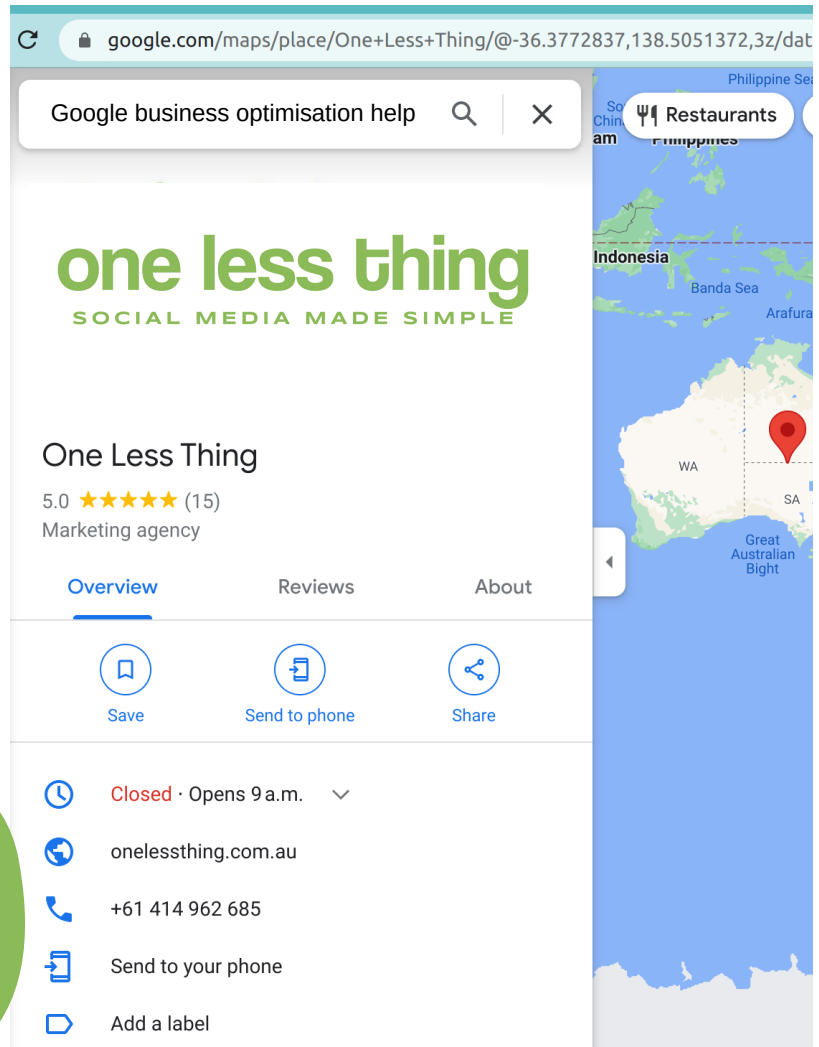 google.com/maps/place/One+Less+Thing/@-36.3772837,138.5051372,3z/dat
Google business optimisation help
Restaurants
one less thing
SOCIAL MEDIA MADE SIMPLE
One Less Thing
5.0 (15)
Marketing agency
Overview Reviews About
Save Send to phone Share
Closed · Opens 9 a.m.
onelessthing.com.au
+61 414 962 685
Send to your phone
Add a label
Philippine Sea
Philippines
Indonesia
Banda Sea
Arafura
WA
SA
Great
Australian
Bight